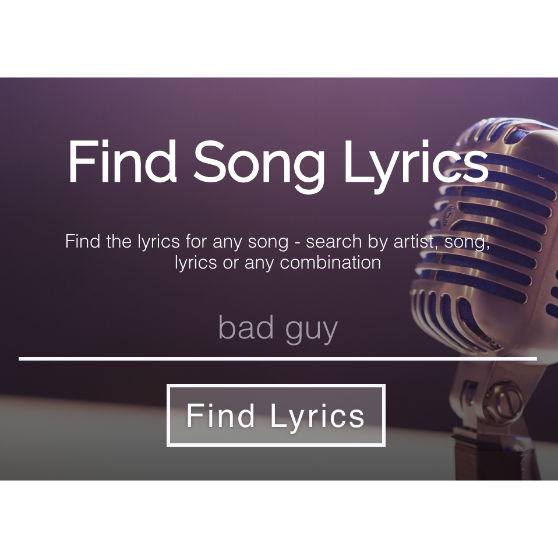 Find Song Lyrics
Find the lyrics for any song - search by artist, song,
lyrics or any combination
bad guy
Find Lyrics